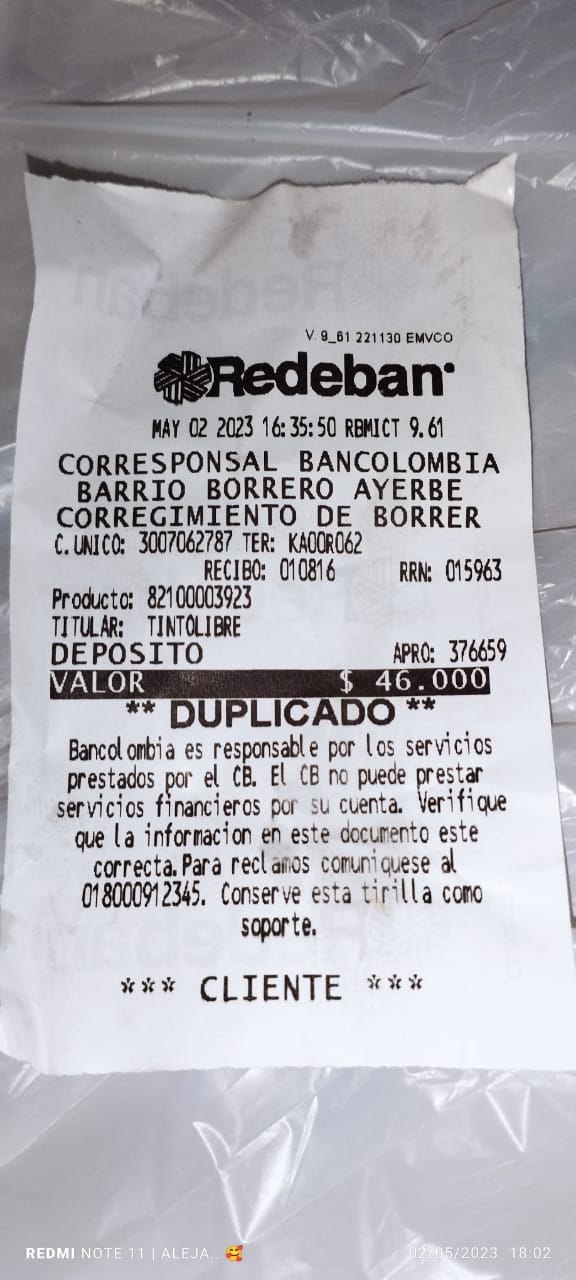 V. 9_61 221130 EMVCO
Redeban
MAY 02 2023 16:35:50 RBMICT 9.61
CORRESPONSAL BANCOLOMBIA
BARRIO BORRERO AYERBE
CORREGIMIENTO DE BORRER
C. UNICO: 3007062787 TER: KA00R062
RECIBO: 010816 RRN: 015963
Producto: 82100003923
TITULAR: TINTOLIBRE
DEPOSITO APRO: 376659
VALOR $ 46.000
** DUPLICADO **
Bancolombia es responsable por los servicios
prestados por el CB. El CB no puede prestar
servicios financieros por su cuenta. Verifique
que la informacion en este documento este
correcta.Para reclamos comuniquese al
018000912345. Conserve esta tirilla como
soporte.
*** CLIENTE ***
REDMI NOTE 11 | ALEJA.. 🥰 02/05/2023 18:02